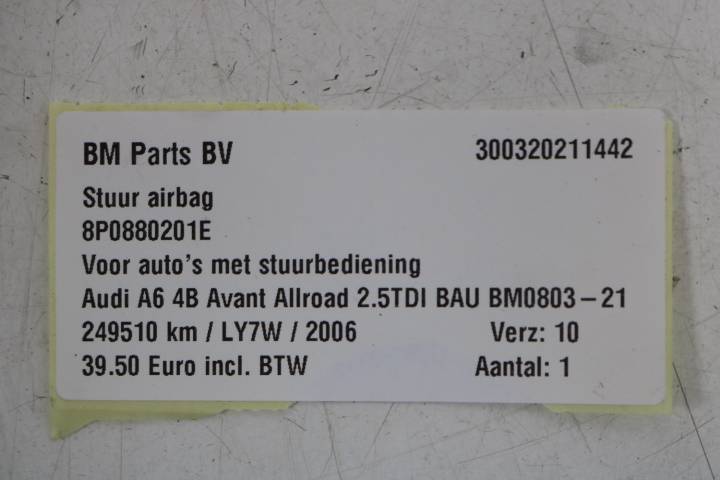 BM Parts BV 300320211442
Stuur airbag
8P0880201E
Voor auto's met stuurbediening
Audi A6 4B Avant Allroad 2.5TDI BAU BM0803-21
249510 km / LY7W / 2006 Verz: 10
39.50 Euro incl. BTW Aantal: 1